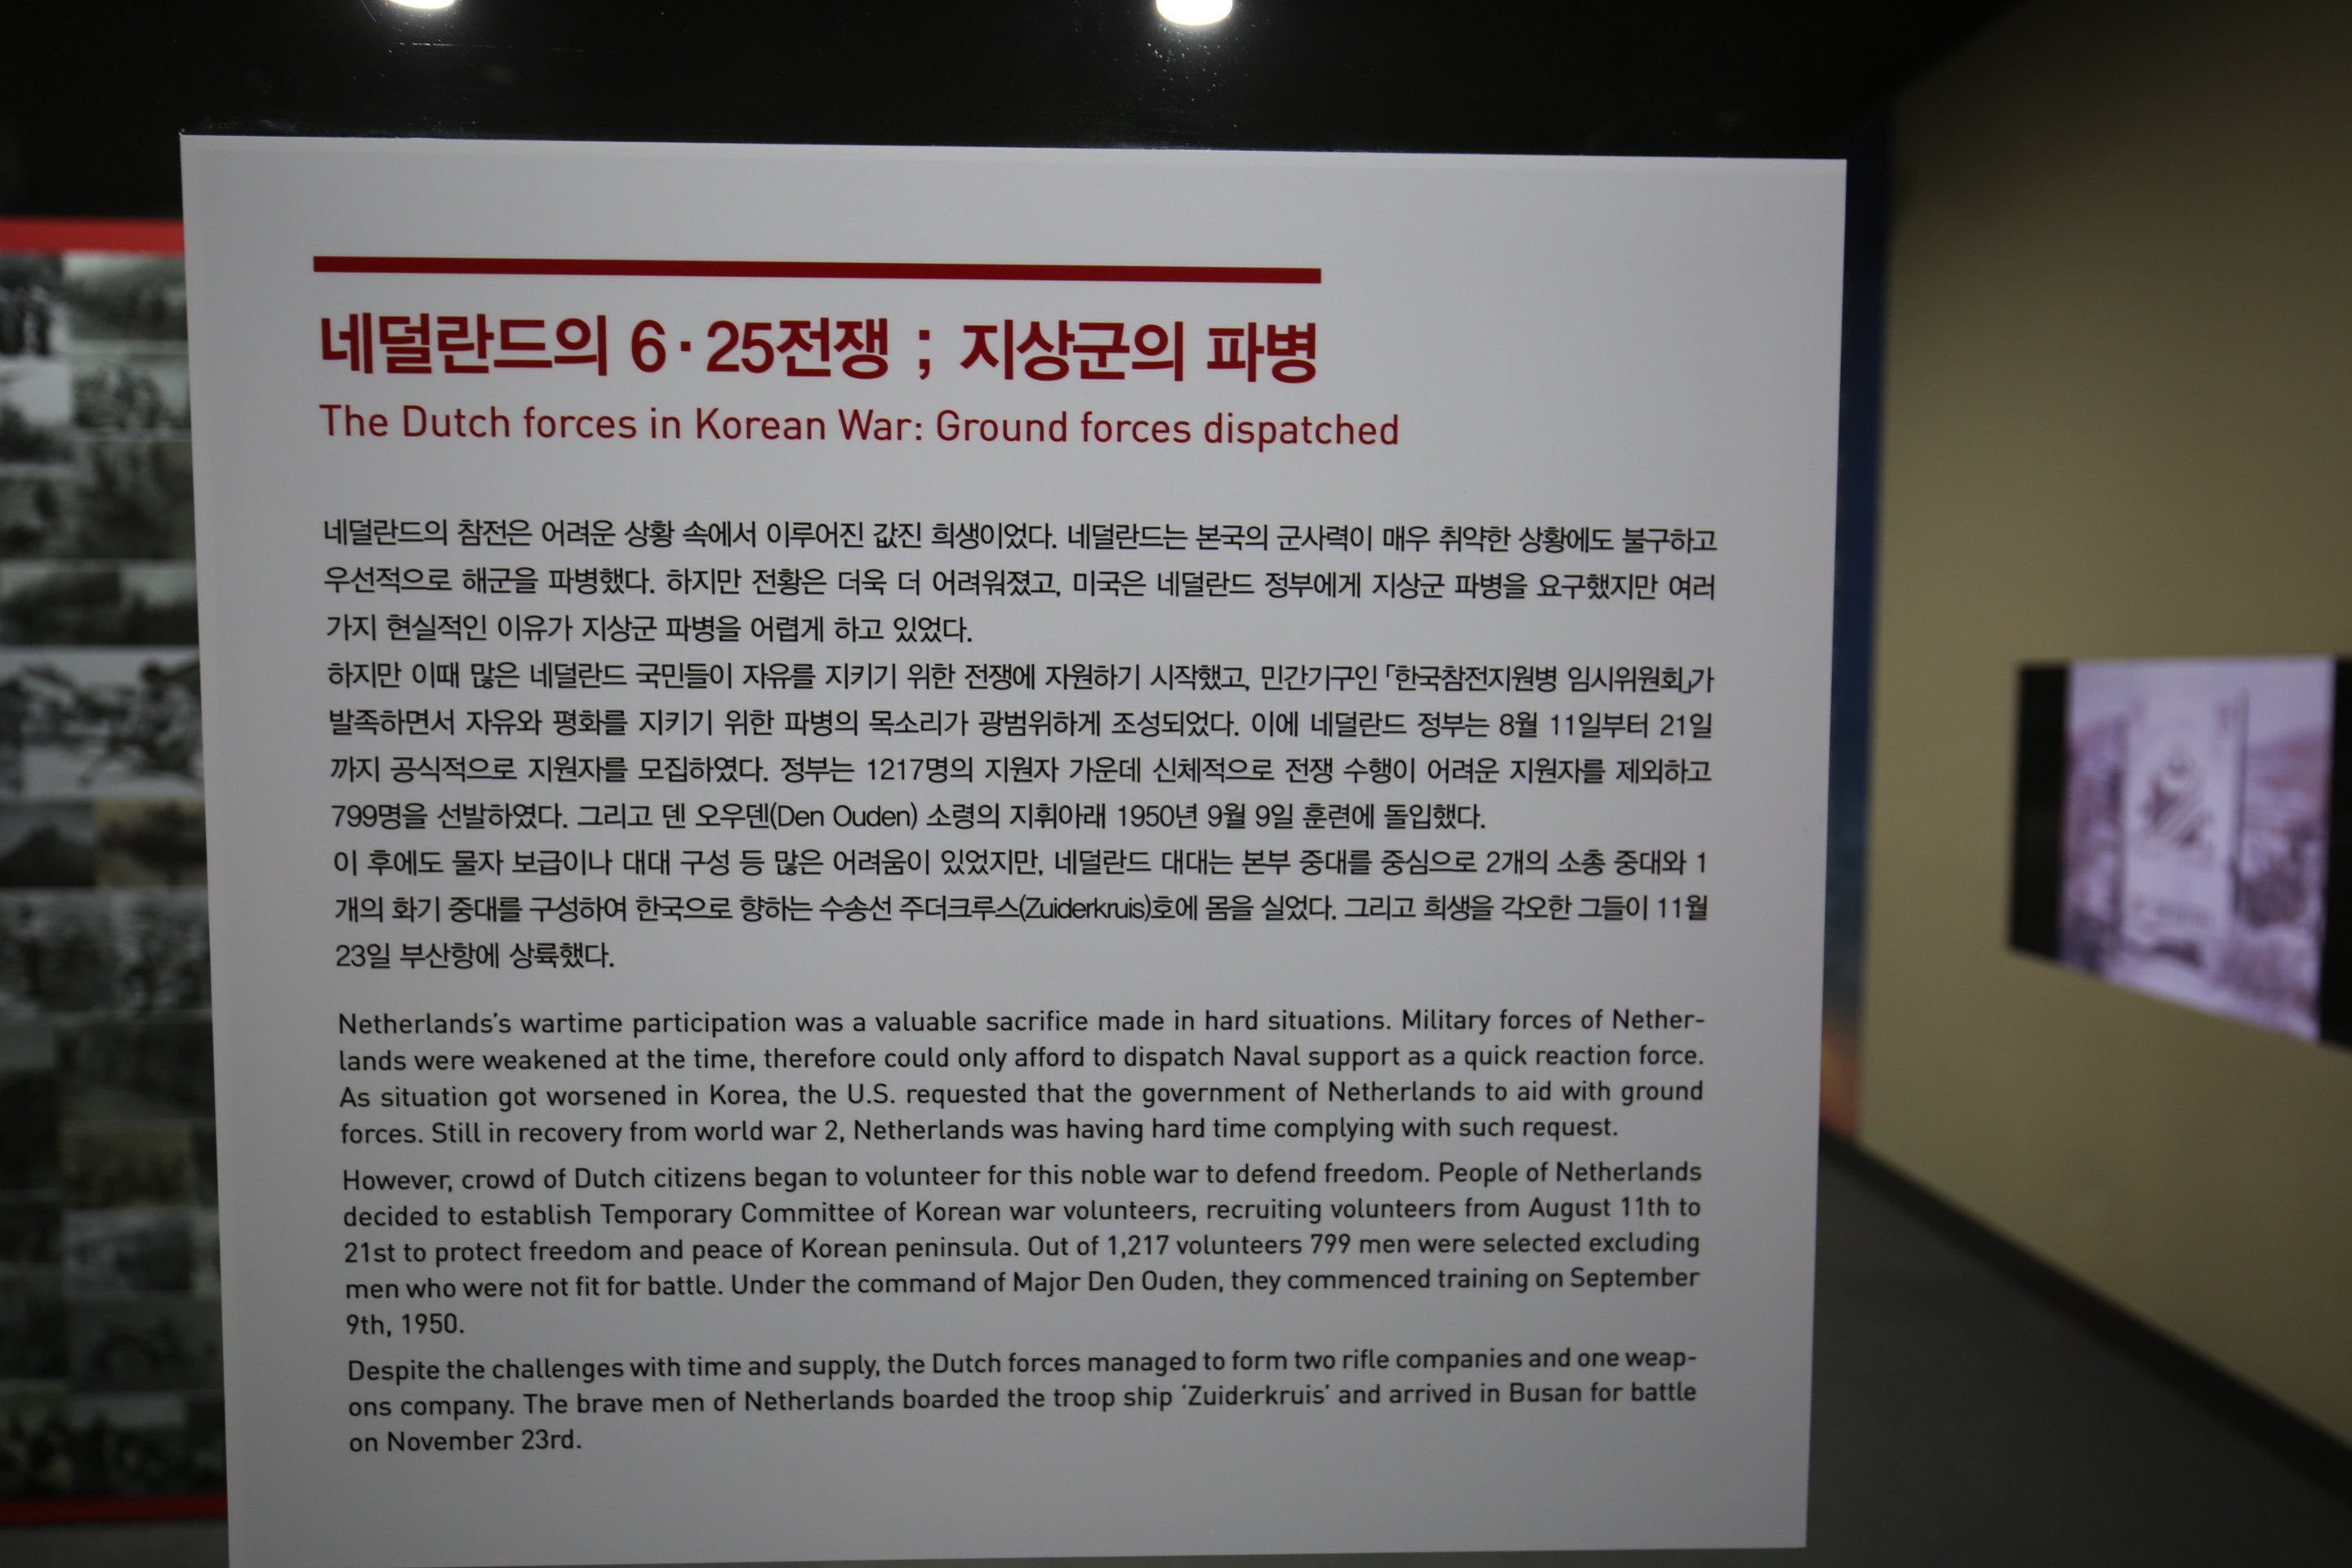 네덜란드의 6·25전쟁 ; 지상군의 파병
The Dutch forces in Korean War: Ground forces dispatched
네덜란드의 참전은 어려운 상황 속에서 이루어진 값진 희생이었다. 네덜란드는 본국의 군사력이 매우 취약한 상황에도 불구하고
우선적으로 해군을 파병했다. 하지만 전황은 더욱 더 어려워졌고, 미국은 네덜란드 정부에게 지상군 파병을 요구했지만 여러
가지 현실적인 이유가 지상군 파병을 어렵게 하고 있었다.
하지만 이때 많은 네덜란드 국민들이 자유를 지키기 위한 전쟁에 자원하기 시작했고, 민간기구인 「한국참전지원병 임시위원회」가
발족하면서 자유와 평화를 지키기 위한 파병의 목소리가 광범위하게 조성되었다. 이에 네덜란드 정부는 8월 11일부터 21일
까지 공식적으로 지원자를 모집하였다. 정부는 1217명의 지원자 가운데 신체적으로 전쟁 수행이 어려운 지원자를 제외하고
799명을 선발하였다. 그리고 덴 오우덴(Den Ouden) 소령의 지휘아래 1950년 9월 9일 훈련에 돌입했다.
이 후에도 물자 보급이나 대대 구성 등 많은 어려움이 있었지만, 네덜란드 대대는 본부 중대를 중심으로 2개의 소총 중대와 1
개의 화기 중대를 구성하여 한국으로 향하는 수송선 주더크루스(Zuiderkruis)호에 몸을 실었다. 그리고 희생을 각오한 그들이 11월
23일 부산항에 상륙했다.
Netherlands's wartime participation was a valuable sacrifice made in hard situations. Military forces of Nether-
lands were weakened at the time, therefore could only afford to dispatch Naval support as a quick reaction force.
As situation got worsened in Korea, the U.S. requested that the government of Netherlands to aid with ground
forces. Still in recovery from world war 2, Netherlands was having hard time complying with such request.
However, crowd of Dutch citizens began to volunteer for this noble war to defend freedom. People of Netherlands
decided to establish Temporary Committee of Korean war volunteers, recruiting volunteers from August 11th to
21st to protect freedom and peace of Korean peninsula. Out of 1,217 volunteers 799 men were selected excluding
men who were not fit for battle. Under the command of Major Den Ouden, they commenced training on September
9th, 1950.
Despite the challenges with time and supply, the Dutch forces managed to form two rifle companies and one weap-
ons company. The brave men of Netherlands boarded the troop ship 'Zuiderkruis' and arrived in Busan for battle
on November 23rd.